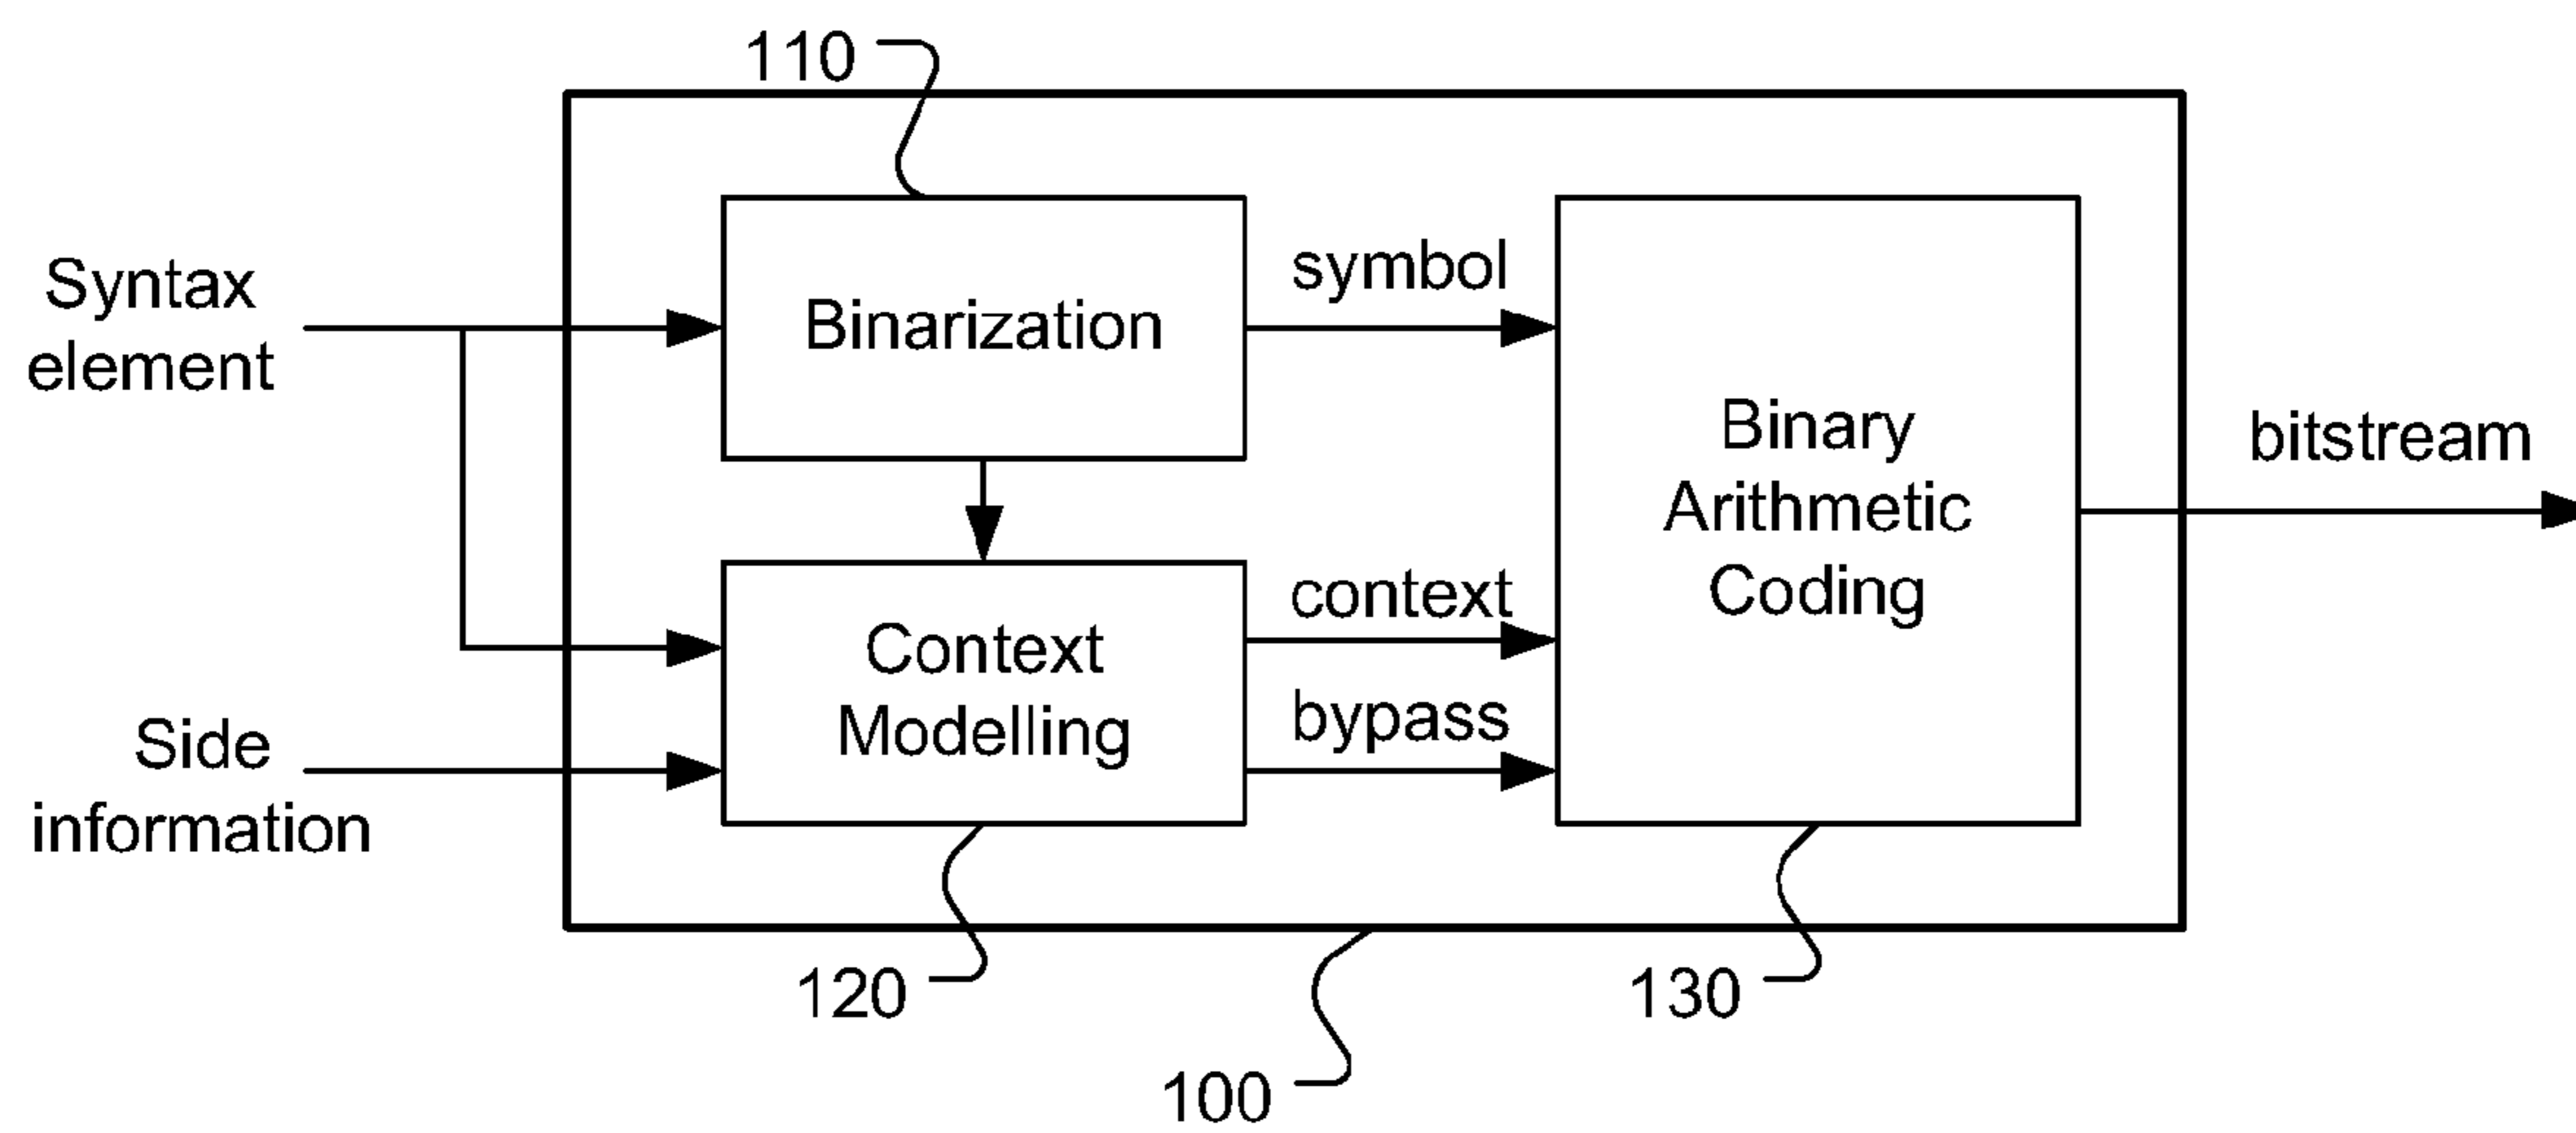 110
Syntax
element
Binarization
symbol
Binary
Arithmetic
Coding
bitstream
Context
Modelling
context
bypass
Side
information
120
130
100